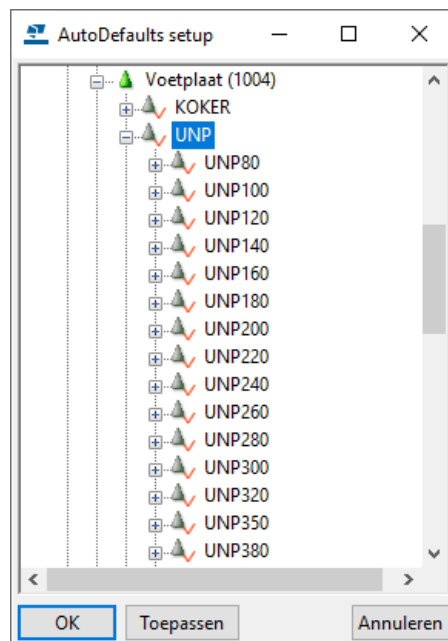 AutoDefaults setup
Voetplaat (1004)
KOKER
UNP
UNP80
UNP100
UNP120
UNP140
UNP160
UNP180
UNP200
UNP220
UNP240
UNP260
UNP280
UNP300
UNP320
UNP350
UNP380
OK Toepassen Annuleren